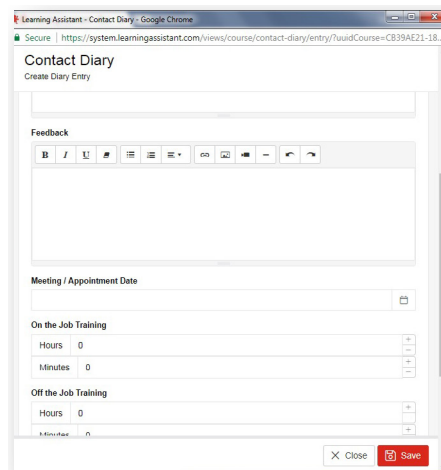 Learning Assistant - Contact Diary - Google Chrome
Secure | https://system.learningassistant.com/views/course/contact-diary/entry/?uuidCourse=CB39AE21-18...
Contact Diary
Create Diary Entry
Feedback
B I U
Meeting / Appointment Date
On the Job Training
Hours 0
Minutes 0
Off the Job Training
Hours 0
Minutes 0
Close Save